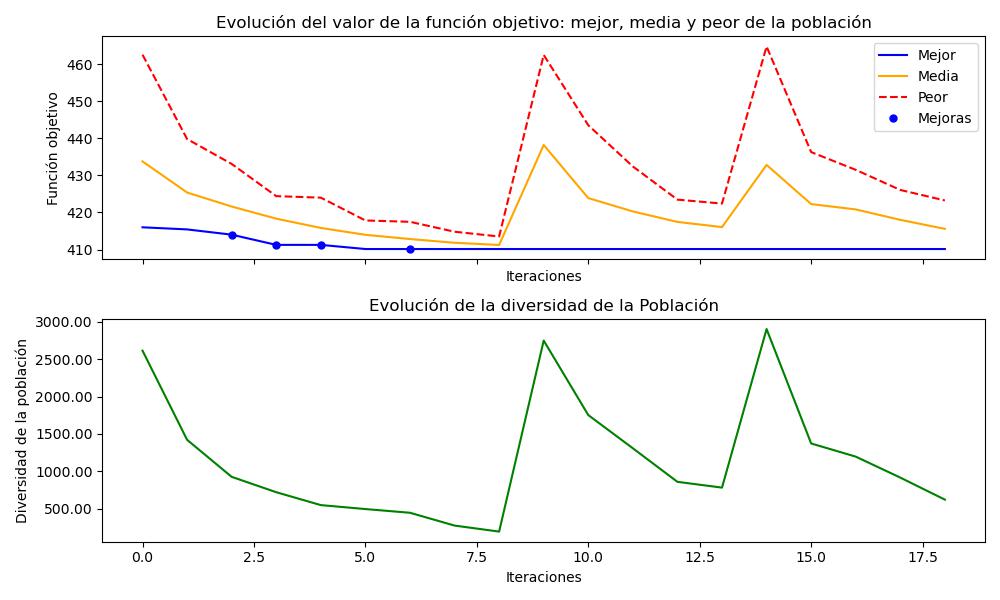 Evolución del valor de la función objetivo: mejor, media y peor de la población
Función objetivo
460
450
440
430
420
410
Mejor
Media
Peor
Mejoras
Iteraciones
Evolución de la diversidad de la Población
Diversidad de la población
3000.00
2500.00
2000.00
1500.00
1000.00
500.00
0.0 2.5 5.0 7.5 10.0 12.5 15.0 17.5
Iteraciones